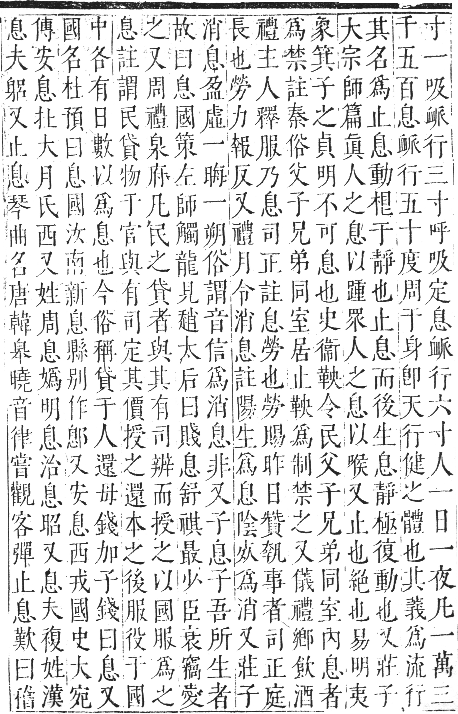 寸一吸脈行三寸呼吸定息脈行六寸人一日一夜凡一萬三
千五百息脈行五十度周于身卽天行健之體也其義爲流行
其名爲止息動相于靜也止息而後生息靜極復動也又莊子
大宗師篇眞人之息以踵眾人之息以喉又止也絶也易明夷
象箕子之貞明不可息也史衞鞅令民父子兄弟同室內息者
爲禁註秦俗父子兄弟同室居止鞅爲制禁之又儀禮鄉飲酒
禮主人釋服乃息司正註息勞也勞賜昨日贊執事者司正庭
長也勞力報反又禮月令消息註陽生爲息陰㱥爲消又莊子
消息盈虛一晦一朔俗謂音信爲消息非又子息子吾所生者
故曰息國策左師觸龍見趙太后曰賤息舒祺最少臣衰竊愛
之又周禮泉府凡民之貸者與其有司辨而授之以國服爲之
息註謂民貸物于官與有司定其價授之還本之後服役于國
中各有日數以爲息也今俗稱貸于人還母錢加子錢曰息又
國名杜預曰息國汝南新息縣別作鄎又安息西戎國史大宛
傳安息在大月氏西又姓周息嬀明息治息昭又息夫複姓漢
息夫躬又止息琴曲名唐韓臯曉音律嘗觀客彈止息歎曰嵇